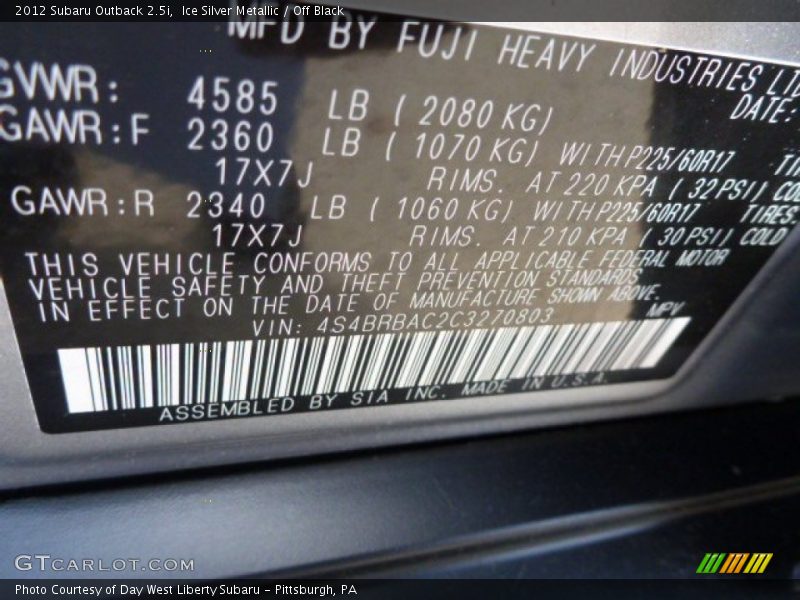 2012 Subaru Outback 2.5i,  Ice Silver Metallic / Off Black
MFD BY FUJI HEAVY INDUSTRIES LTD
DATE:
GVWR: 4585 LB ( 2080 KG)
GAWR:F 2360 LB ( 1070 KG) WITH P225/60R17
17X7J RIMS. AT 220 KPA ( 32 PSI) COLD
GAWR:R 2340 LB ( 1060 KG) WITH P225/60R17 TIRES
17X7J RIMS. AT 210 KPA ( 30 PSI) COLD
THIS VEHICLE CONFORMS TO ALL APPLICABLE FEDERAL MOTOR
VEHICLE SAFETY AND THEFT PREVENTION STANDARDS
IN EFFECT ON THE DATE OF MANUFACTURE SHOWN ABOVE.
VIN: 4S4BRBAC2C3270803 MPV
ASSEMBLED BY SIA INC. MADE IN U.S.A.
GTCARLOT.COM
Photo Courtesy of Day West Liberty Subaru - Pittsburgh, PA